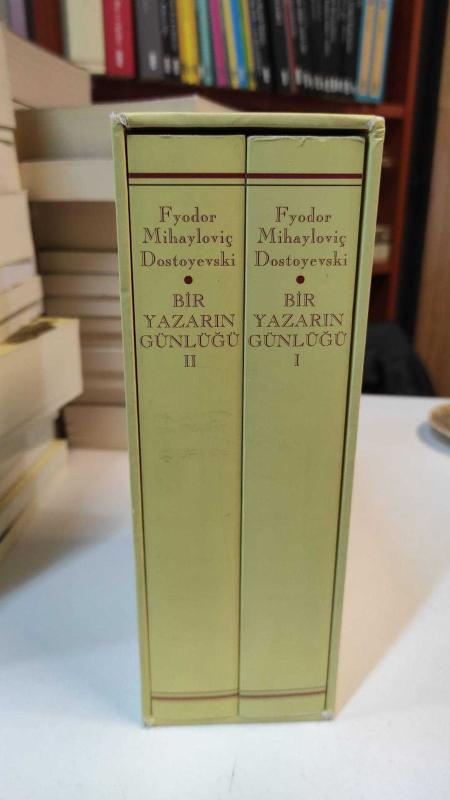 Fyodor
Mihayloviç
Dostoyevski
BİR
YAZARIN
GÜNLÜĞÜ
II
Fyodor
Mihayloviç
Dostoyevski
BİR
YAZARIN
GÜNLÜĞÜ
I